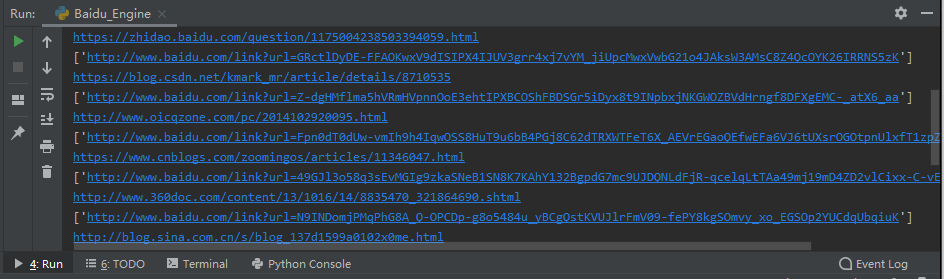 Run: Baidu_Engine
https://zhidao.baidu.com/question/1175004238503394059.html
['http://www.baidu.com/link?url=GRctlDyDE-FFAOKwxV9dISIPX4IJUV3grr4xj7vYM_jiUpcMwxVwbG21o4JAksW3AMsC8Z4QcOYK26IRRNS5zK']
https://blog.csdn.net/kmark_mr/article/details/8710535
['http://www.baidu.com/link?url=Z-dgHMflma5hVRmHVpnnOoE3ehtIPXBCOShFBDSGr5iDyx8t9INpbxjNKGWOZBVdHrngf8DFXgEMC-_atX6_aa']
http://www.oicqzone.com/pc/2014102920095.html
['http://www.baidu.com/link?url=Fpn0dT0dUw-vmIh9h4IqwOSS8HuT9u6bB4PGj8C62dTRXWTFeT6X_AEVrEGaoQEfwEFa6VJ6tUXsrOGOtpnUlxfT1zpZ
https://www.cnblogs.com/zoomingos/articles/11346047.html
['http://www.baidu.com/link?url=49GJl3o58q3sEvMGIg9zkaSNeB1SN8K7KAhY132BgpdG7mc9UJDQNLdFjR-qcelqLtTAa49mj19mD4ZD2vlCixx-C-vE
http://www.360doc.com/content/13/1016/14/8835470_321864690.shtml
['http://www.baidu.com/link?url=N9INDomjPMqPhG8A_Q-OPCDp-g8o5484u_yBCgQstKVUJlrFmV09-fePY8kgSOmvy_xo_EGSOp2YUCdqUbqiuK']
http://blog.sina.com.cn/s/blog_137d1599a0102x0me.html
4: Run 6: TODO Terminal Python Console Event Log